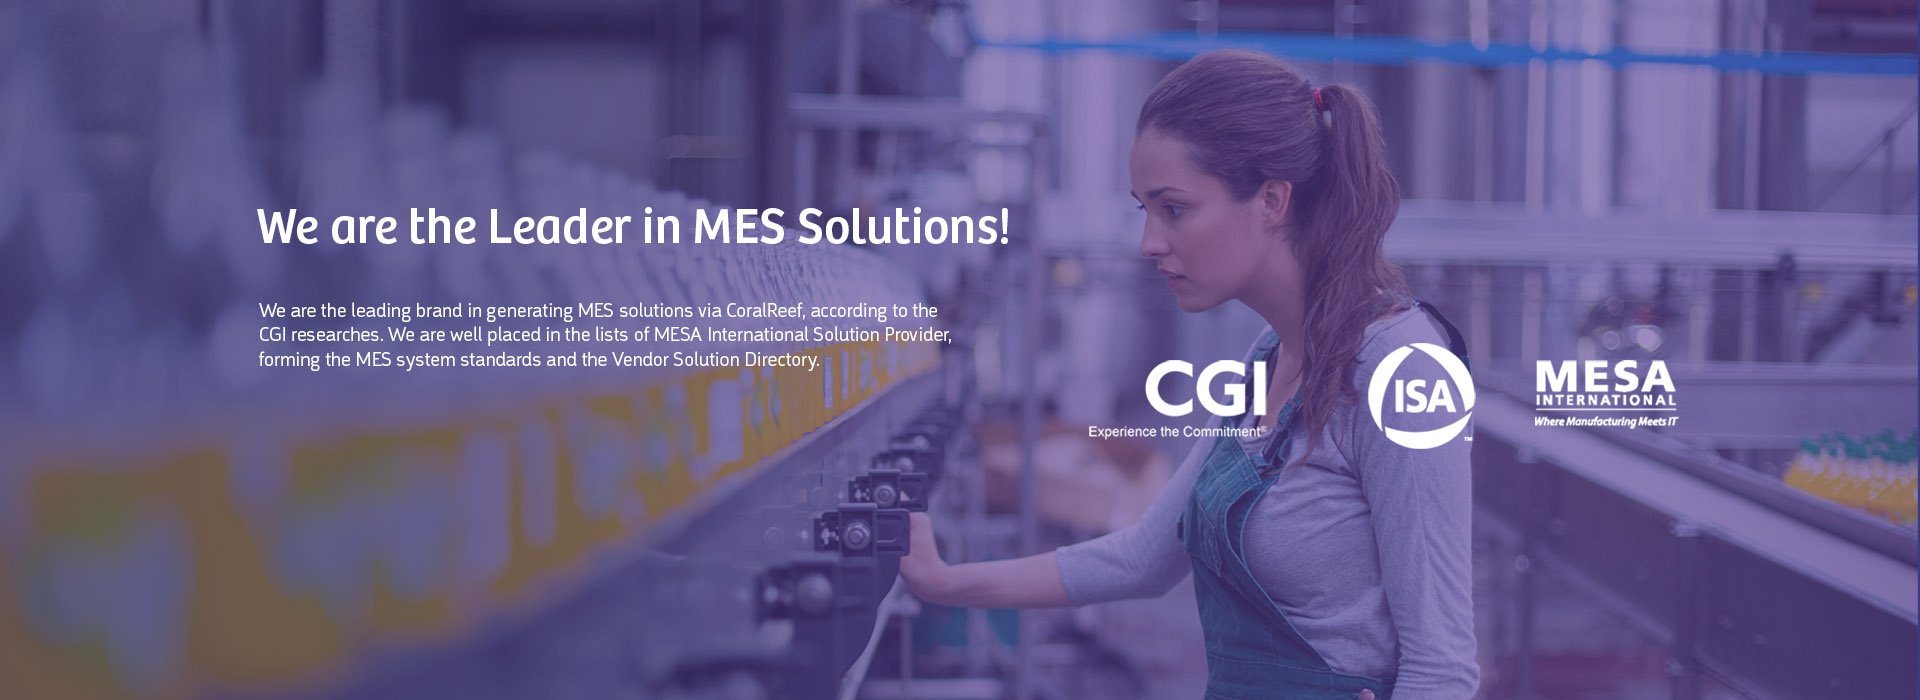 We are the Leader in MES Solutions!
We are the leading brand in generating MES solutions via CoralReef, according to the
CGI researches. We are well placed in the lists of MESA International Solution Provider,
forming the MES system standards and the Vendor Solution Directory.
CGI
Experience the Commitment®
ISA™
MESA
INTERNATIONAL
Where Manufacturing Meets IT